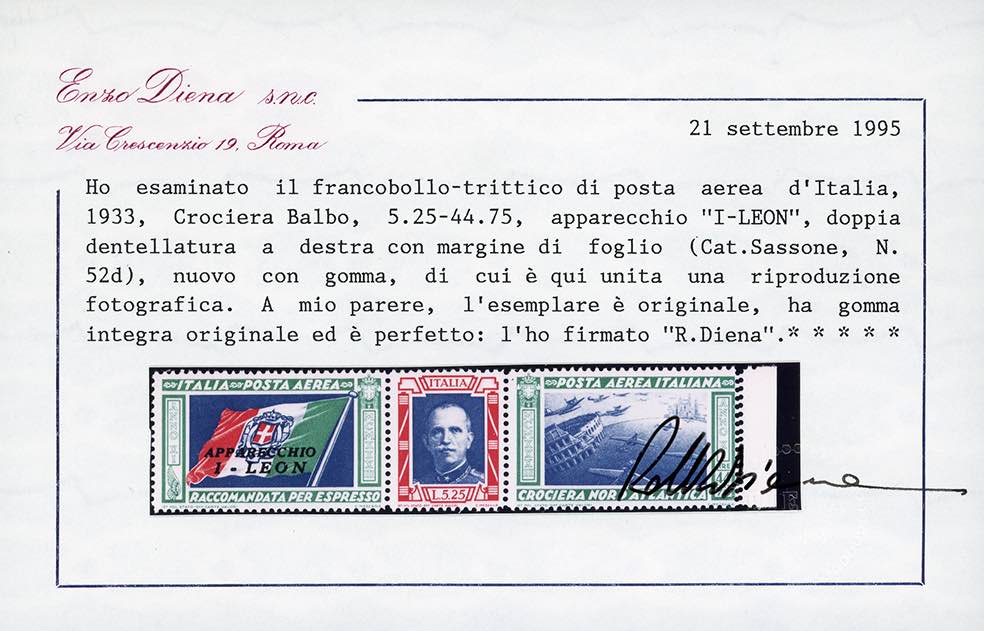 Enzo Diena s.n.c.
Via Crescenzio 19, Roma
21 settembre 1995
Ho esaminato il francobollo-trittico di posta aerea d'Italia,
1933, Crociera Balbo, 5.25-44.75, apparecchio "I-LEON", doppia
dentellatura a destra con margine di foglio (Cat.Sassone, N.
52d), nuovo con gomma, di cui è qui unita una riproduzione
fotografica. A mio parere, l'esemplare è originale, ha gomma
integra originale ed è perfetto: l'ho firmato "R.Diena".* * * * *
ITALIA POSTA AEREA
APPARECCHIO
I - LEON
RACCOMANDATA PER ESPRESSO
ITALIA
L.5.25
POSTA AEREA ITALIANA